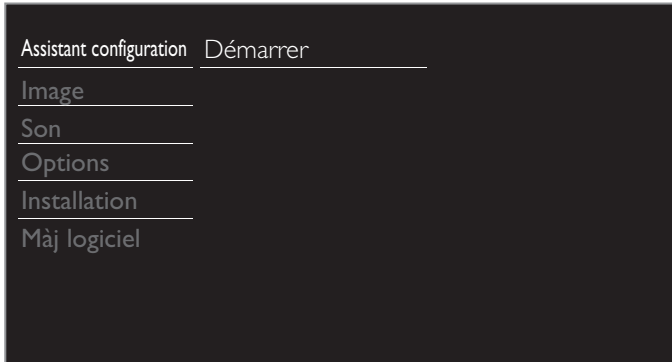 Assistant configuration Démarrer
Image
Son
Options
Installation
Màj logiciel